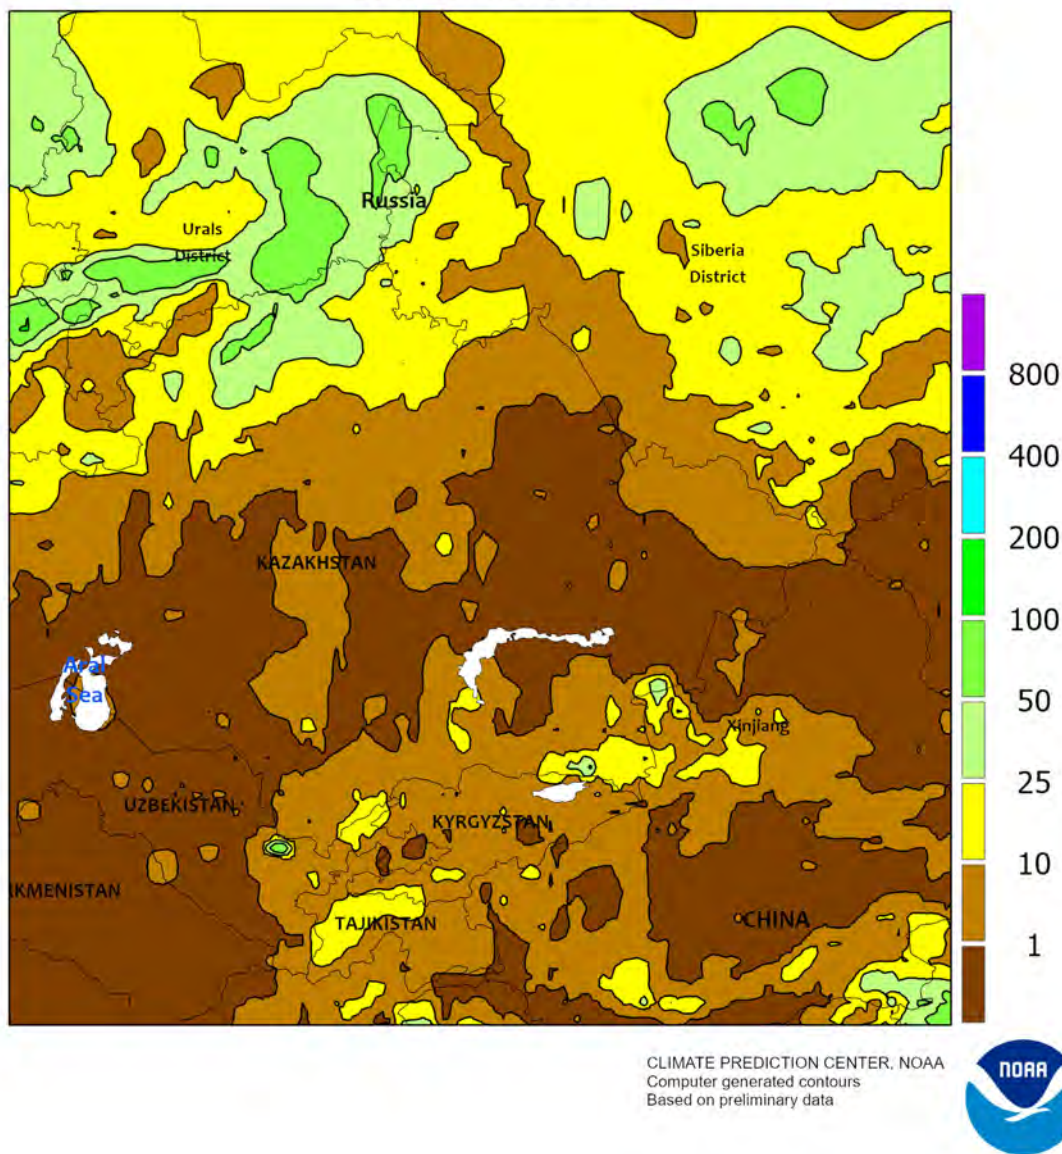 Russia
Urals
District
Siberia
District
KAZAKHSTAN
Aral
Sea
Xinjiang
UZBEKISTAN
KYRGYZSTAN
RKMENISTAN
TAJIKISTAN
CHINA
800
400
200
100
50
25
10
1
CLIMATE PREDICTION CENTER, NOAA
Computer generated contours
Based on preliminary data
NOAA